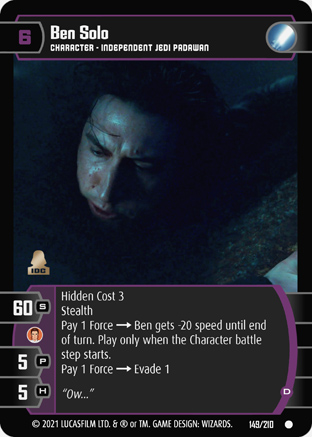 6
Ben Solo
CHARACTER - INDEPENDENT JEDI PADAWAN
IDC
60 S
5 P
5 H
Hidden Cost 3
Stealth
Pay 1 Force → Ben gets -20 speed until end
of turn. Play only when the Character battle
step starts.
Pay 1 Force → Evade 1
"Ow..."
D
© 2021 LUCASFILM LTD. & ® or TM. GAME DESIGN: WIZARDS.
149/210